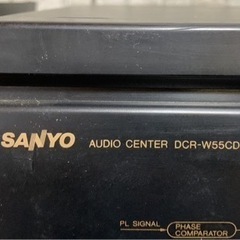 SANYO AUDIO CENTER DCR-W55CD
PL SIGNAL
PHASE
COMPARATOR